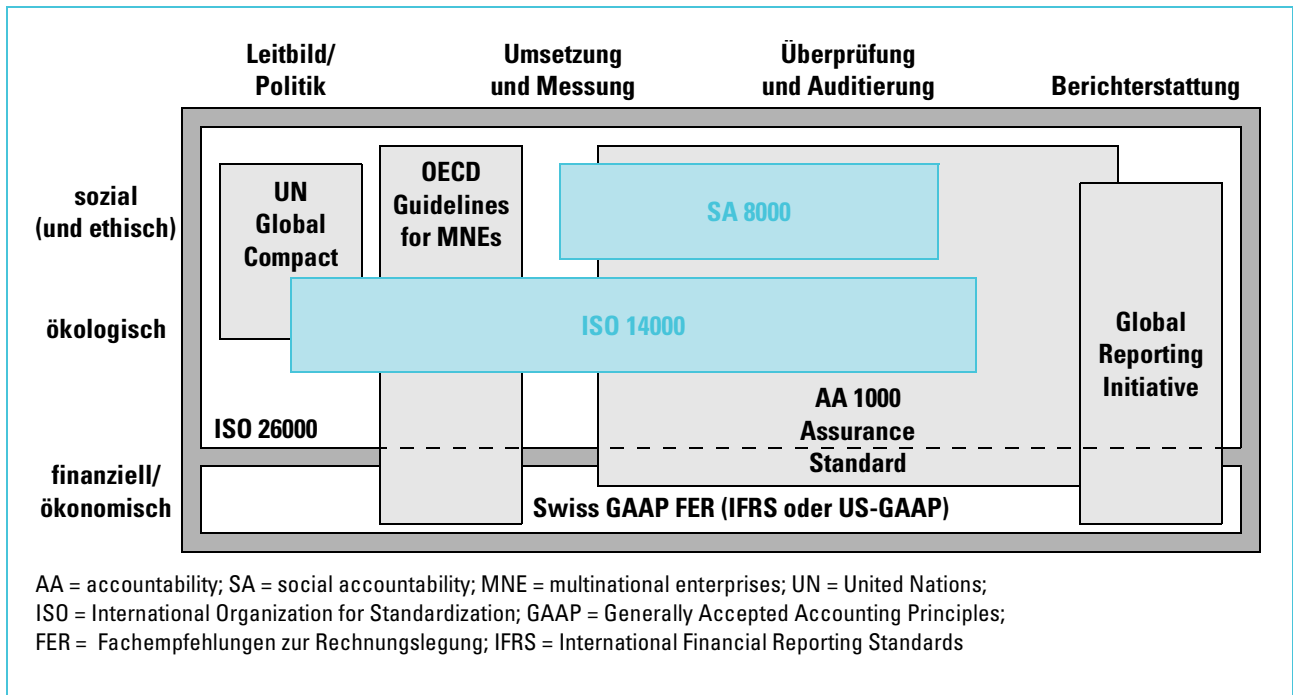 Leitbild/
Politik
Umsetzung
und Messung
Überprüfung
und Auditierung
Berichterstattung
sozial
(und ethisch)
ökologisch
finanziell/
ökonomisch
UN
Global
Compact
OECD
Guidelines
for MNEs
SA 8000
ISO 14000
Global
Reporting
Initiative
AA 1000
Assurance
Standard
ISO 26000
Swiss GAAP FER (IFRS oder US-GAAP)
AA = accountability; SA = social accountability; MNE = multinational enterprises; UN = United Nations;
ISO = International Organization for Standardization; GAAP = Generally Accepted Accounting Principles;
FER = Fachempfehlungen zur Rechnungslegung; IFRS = International Financial Reporting Standards